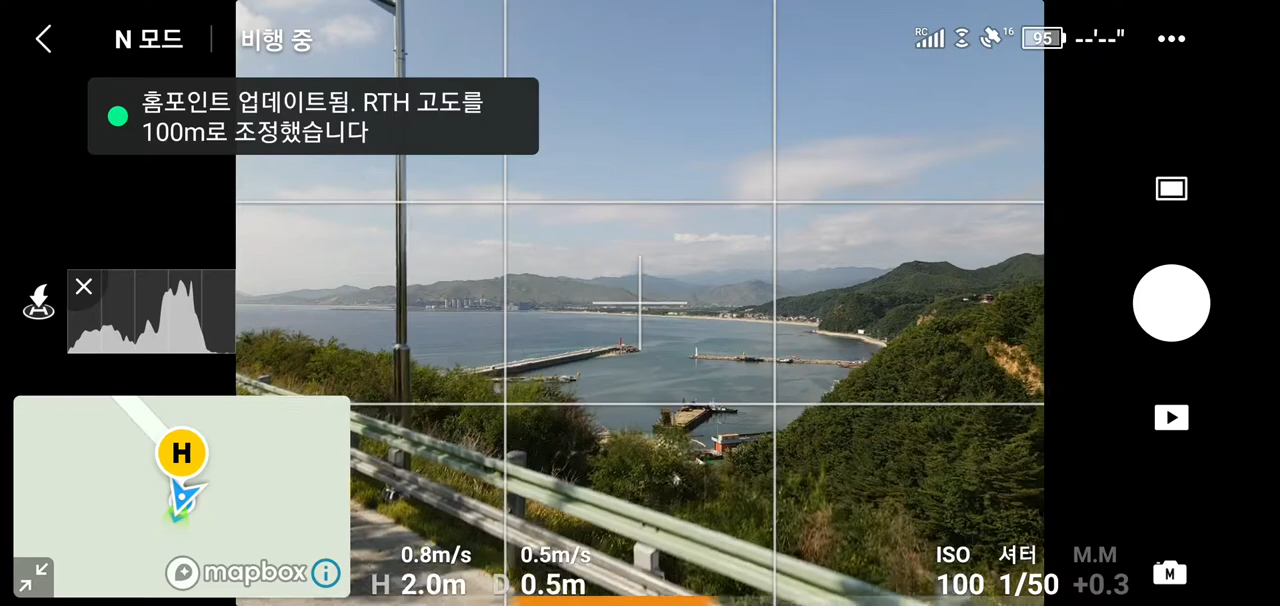 N 모드
비행 중
RC
16
95
--'--"
홈포인트 업데이트됨. RTH 고도를
100m로 조정했습니다
H
mapbox
0.8m/s
0.5m/s
H 2.0m
D 0.5m
ISO
셔터
M.M
100
1/50
+0.3
M